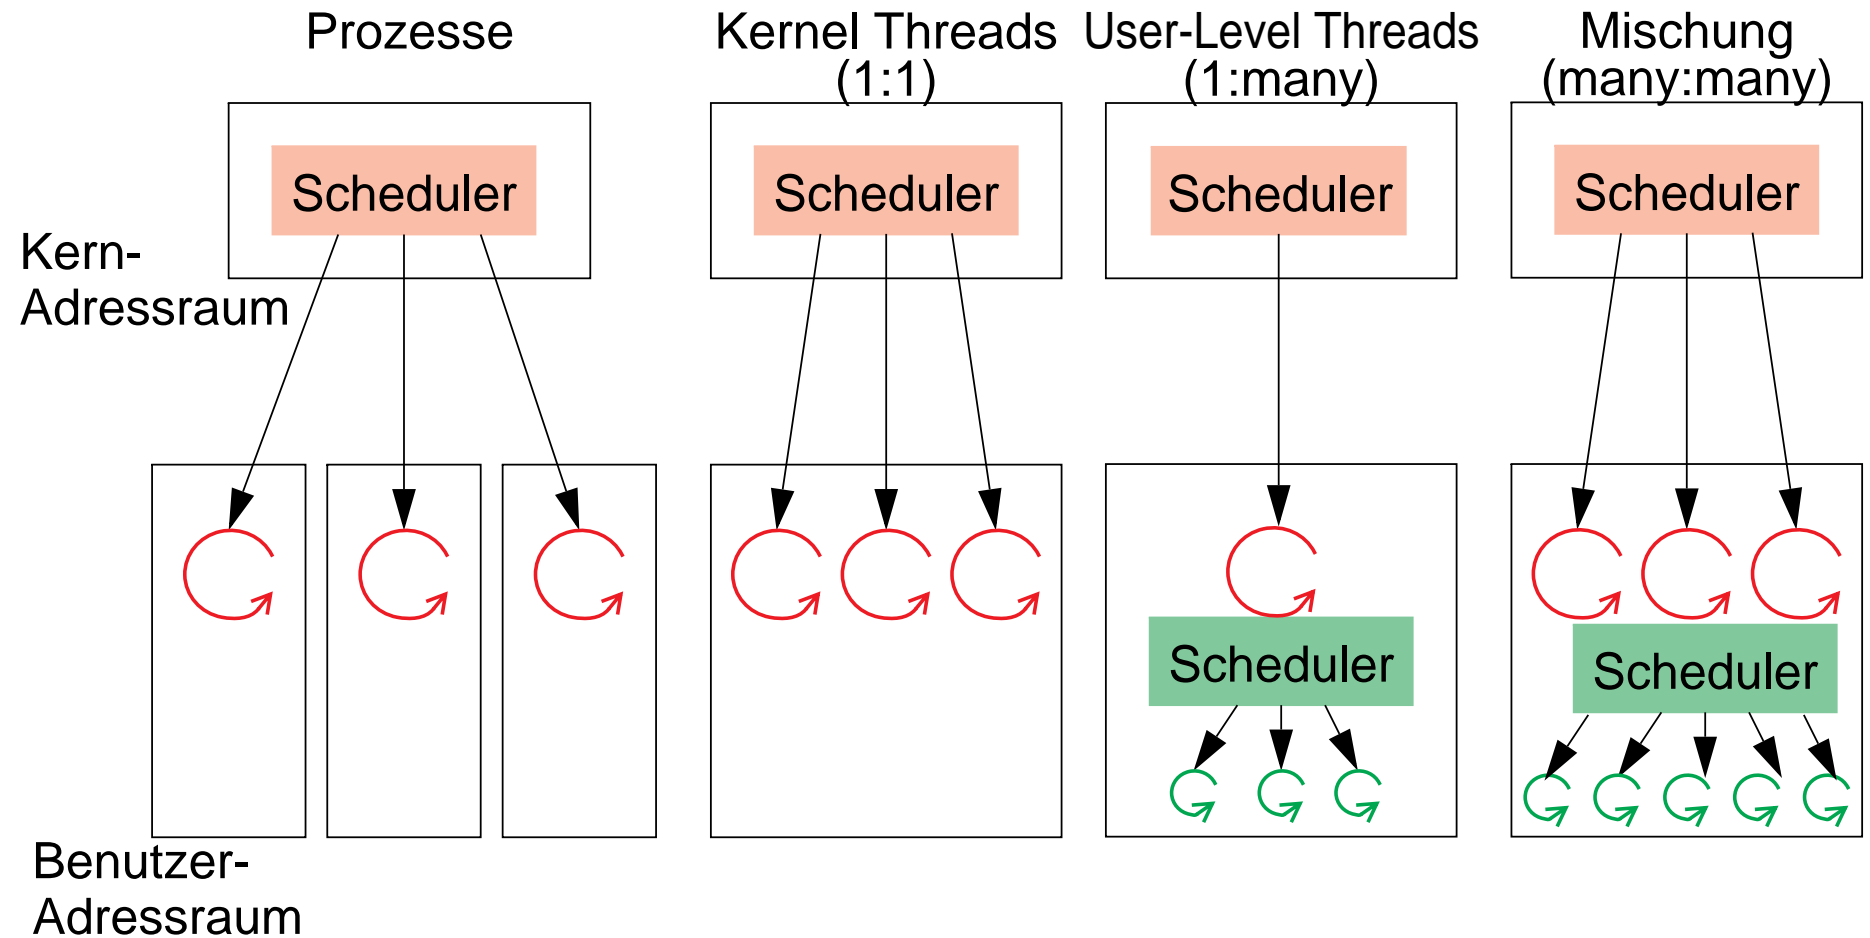 Prozesse
Kernel Threads
(1:1)
User-Level Threads
(1:many)
Mischung
(many:many)
Scheduler
Scheduler
Scheduler
Scheduler
Kern-
Adressraum
Scheduler
Scheduler
Benutzer-
Adressraum